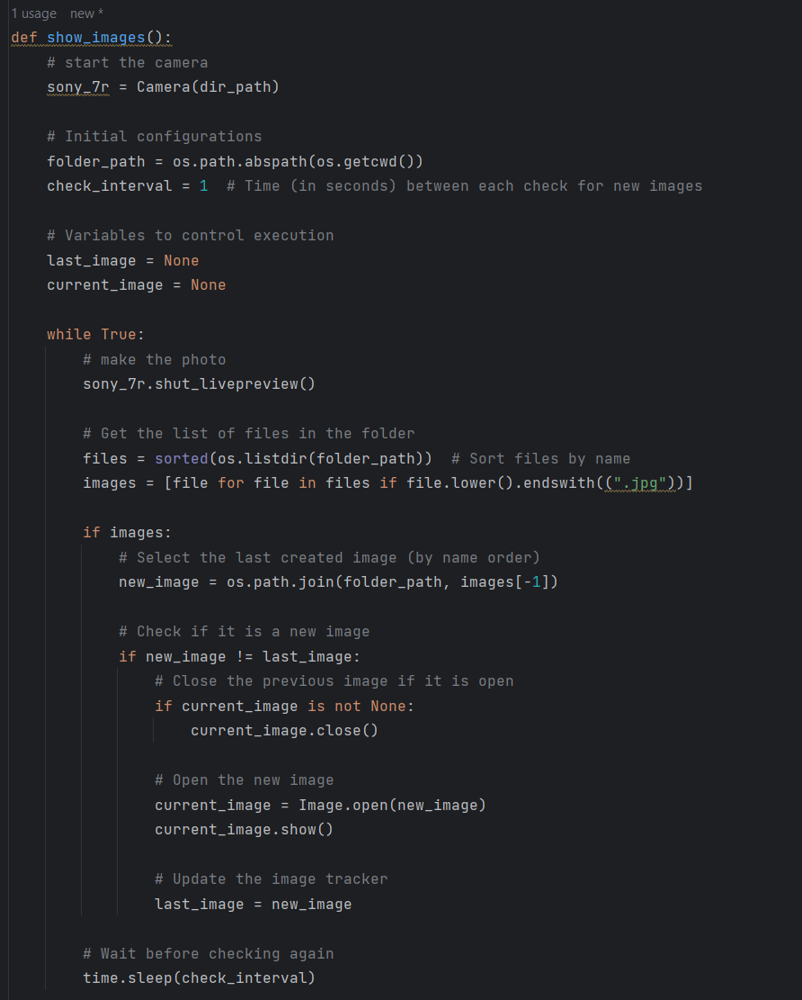 1 usage new *
def show_images():
    # start the camera
    sony_7r = Camera(dir_path)

    # Initial configurations
    folder_path = os.path.abspath(os.getcwd())
    check_interval = 1  # Time (in seconds) between each check for new images

    # Variables to control execution
    last_image = None
    current_image = None

    while True:
        # make the photo
        sony_7r.shut_livepreview()

        # Get the list of files in the folder
        files = sorted(os.listdir(folder_path))  # Sort files by name
        images = [file for file in files if file.lower().endswith((".jpg"))]

        if images:
            # Select the last created image (by name order)
            new_image = os.path.join(folder_path, images[-1])

            # Check if it is a new image
            if new_image != last_image:
                # Close the previous image if it is open
                if current_image is not None:
                    current_image.close()

                # Open the new image
                current_image = Image.open(new_image)
                current_image.show()

                # Update the image tracker
                last_image = new_image

        # Wait before checking again
        time.sleep(check_interval)